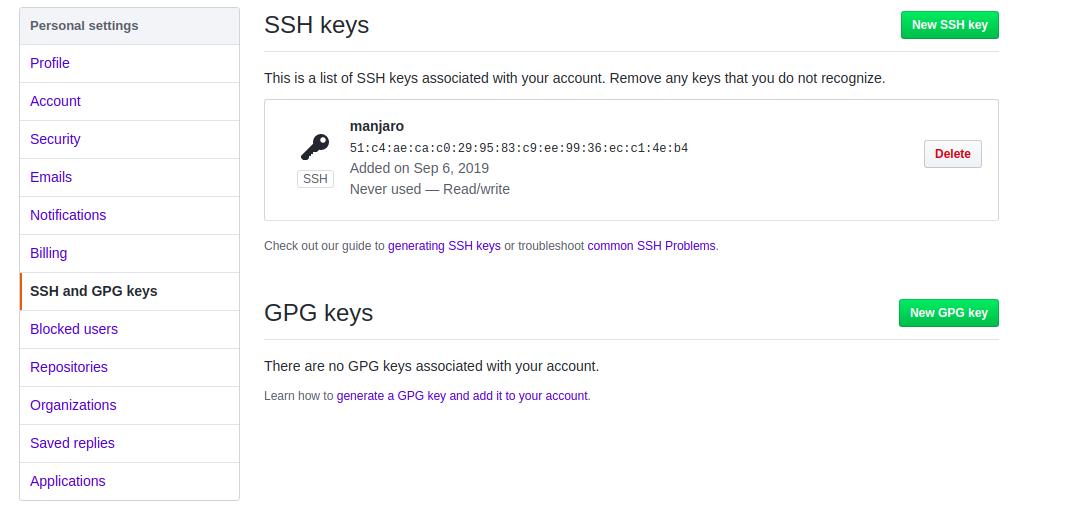 Personal settings
Profile
Account
Security
Emails
Notifications
Billing
SSH and GPG keys
Blocked users
Repositories
Organizations
Saved replies
Applications
SSH keys
New SSH key
This is a list of SSH keys associated with your account. Remove any keys that you do not recognize.
manjaro
51:c4:ae:ca:c0:29:95:83:c9:ee:99:36:ec:c1:4e:b4
Added on Sep 6, 2019
Never used — Read/write
SSH
Delete
Check out our guide to generating SSH keys or troubleshoot common SSH Problems.
GPG keys
New GPG key
There are no GPG keys associated with your account.
Learn how to generate a GPG key and add it to your account.